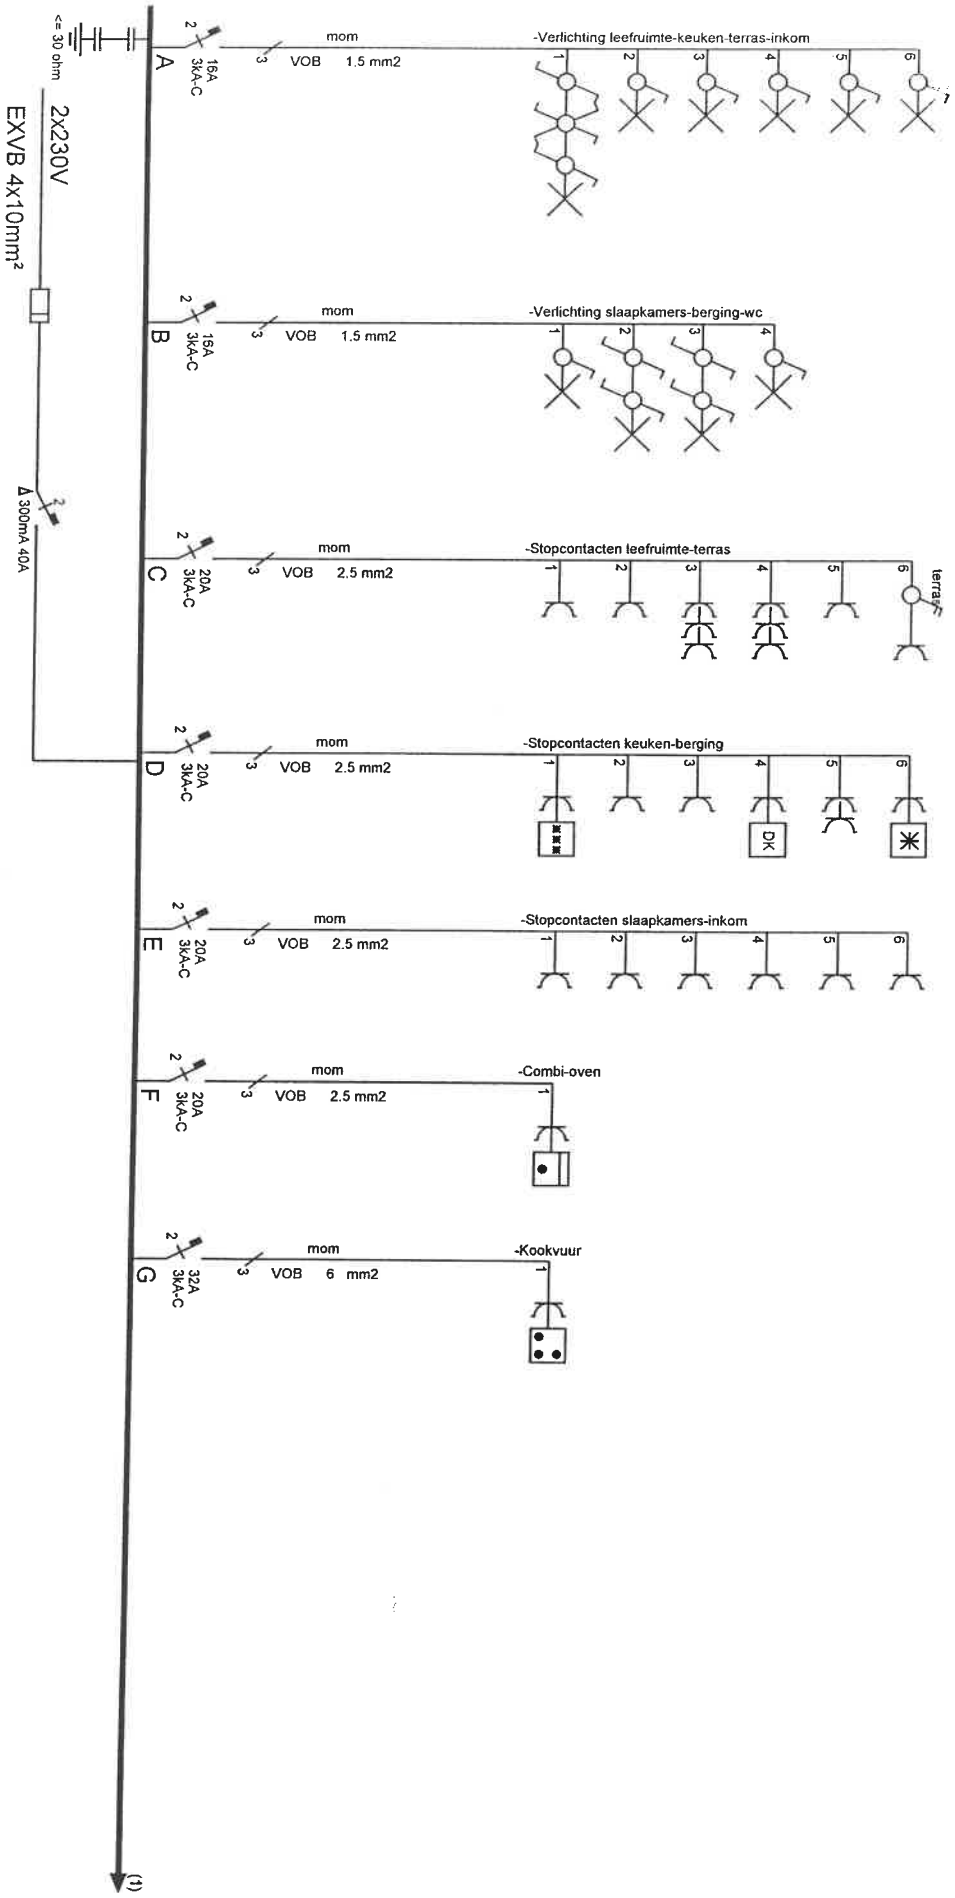 <= 30 ohm
2x230V
EXVB 4x10mm²
2
Δ 300mA 40A
A
2
16A
3kA-C
3
mom
VOB 1.5 mm2
-Verlichting leefruimte-keuken-terras-inkom
1 2 3 4 5 6
B
2
16A
3kA-C
3
mom
VOB 1.5 mm2
-Verlichting slaapkamers-berging-wc
1 2 3 4
C
2
20A
3kA-C
3
mom
VOB 2.5 mm2
-Stopcontacten leefruimte-terras
1 2 3 4 5 6
terras
D
2
20A
3kA-C
3
mom
VOB 2.5 mm2
-Stopcontacten keuken-berging
1 2 3 4 5 6
DK
E
2
20A
3kA-C
3
mom
VOB 2.5 mm2
-Stopcontacten slaapkamers-inkom
1 2 3 4 5 6
F
2
20A
3kA-C
3
mom
VOB 2.5 mm2
-Combi-oven
1
G
2
32A
3kA-C
3
mom
VOB 6 mm2
-Kookvuur
1
(1)